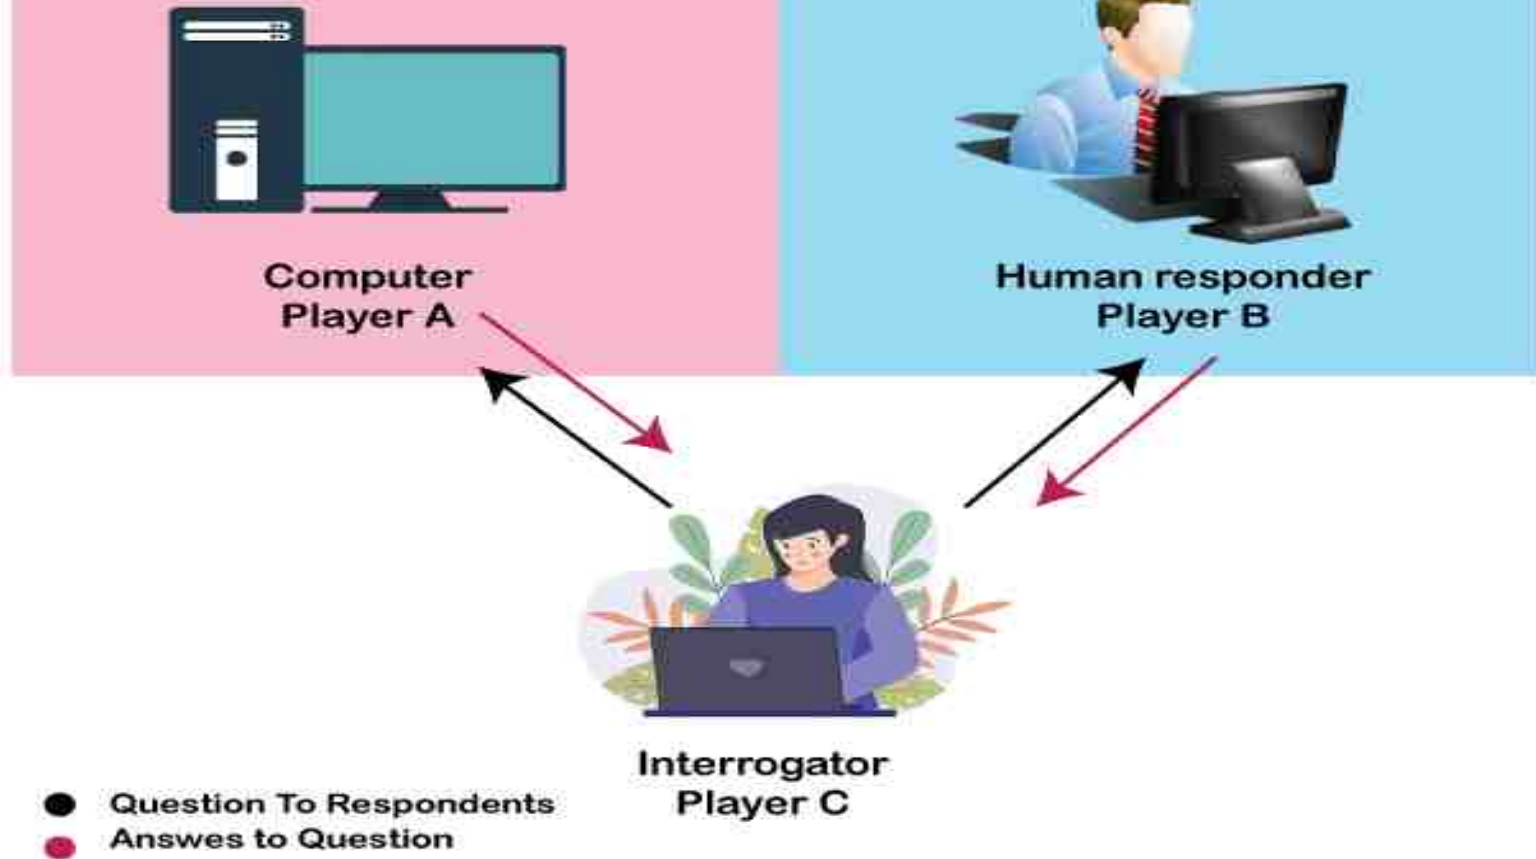 Computer
Player A
Human responder
Player B
Interrogator
Player C
Question To Respondents
Answes to Question